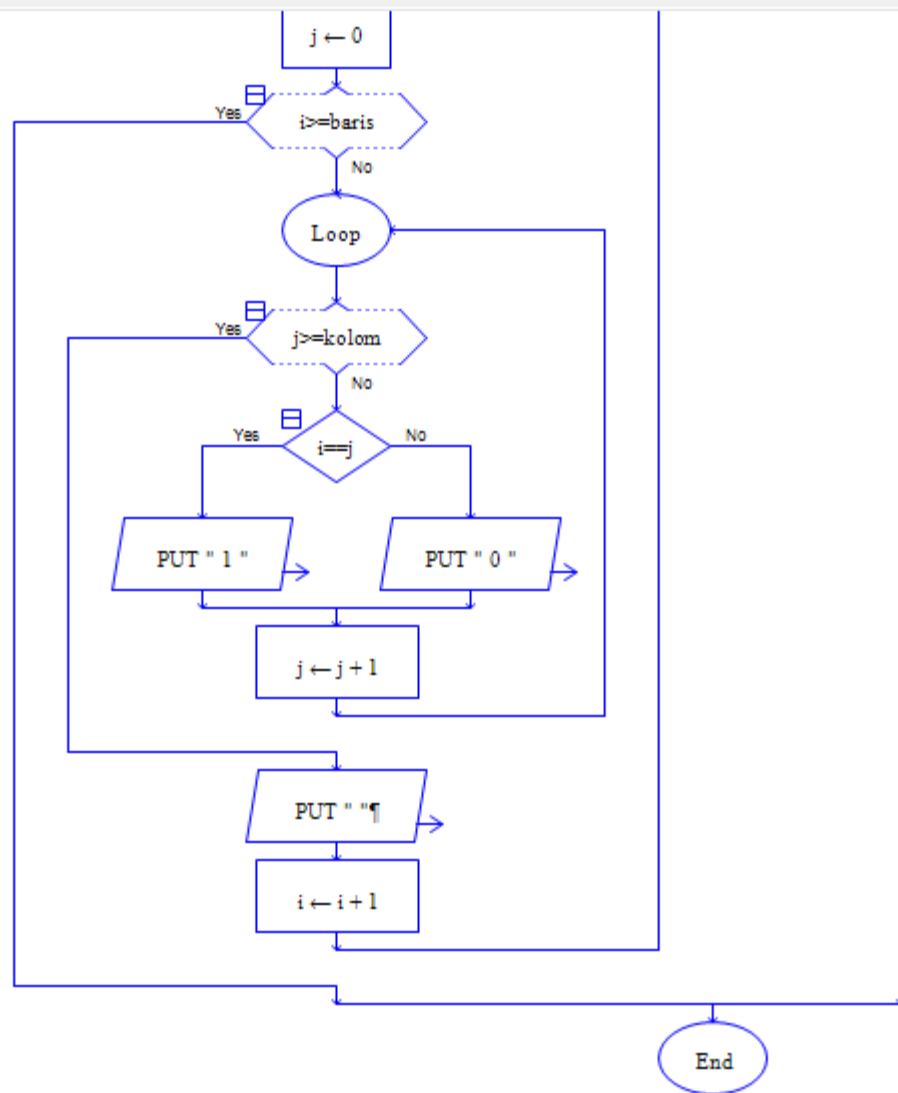 j ← 0
Yes
i>=baris
No
Loop
Yes
j>=kolom
No
Yes
i==j
No
PUT " 1 "
PUT " 0 "
j ← j + 1
PUT " "¶
i ← i + 1
End